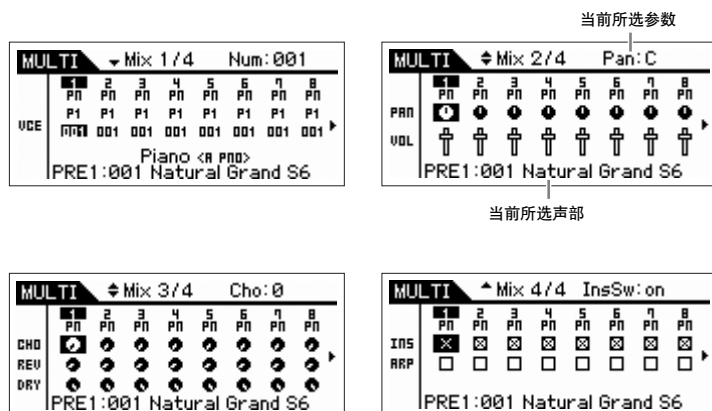 当前所选参数
MULTI Mix 1/4 Num:001
1 2 3 4 5 6 7 8
Pn Pn Pn Pn Pn Pn Pn Pn
P1 P1 P1 P1 P1 P1 P1 P1
VCE
001 001 001 001 001 001 001 001
Piano <A PNO>
PRE1:001 Natural Grand S6
MULTI Mix 2/4 Pan:C
1 2 3 4 5 6 7 8
Pn Pn Pn Pn Pn Pn Pn Pn
PAN
VOL
PRE1:001 Natural Grand S6
当前所选声部
MULTI Mix 3/4 Cho:0
1 2 3 4 5 6 7 8
Pn Pn Pn Pn Pn Pn Pn Pn
CHO
REV
DRY
PRE1:001 Natural Grand S6
MULTI Mix 4/4 InsSw:on
1 2 3 4 5 6 7 8
Pn Pn Pn Pn Pn Pn Pn Pn
INS
ARP
PRE1:001 Natural Grand S6